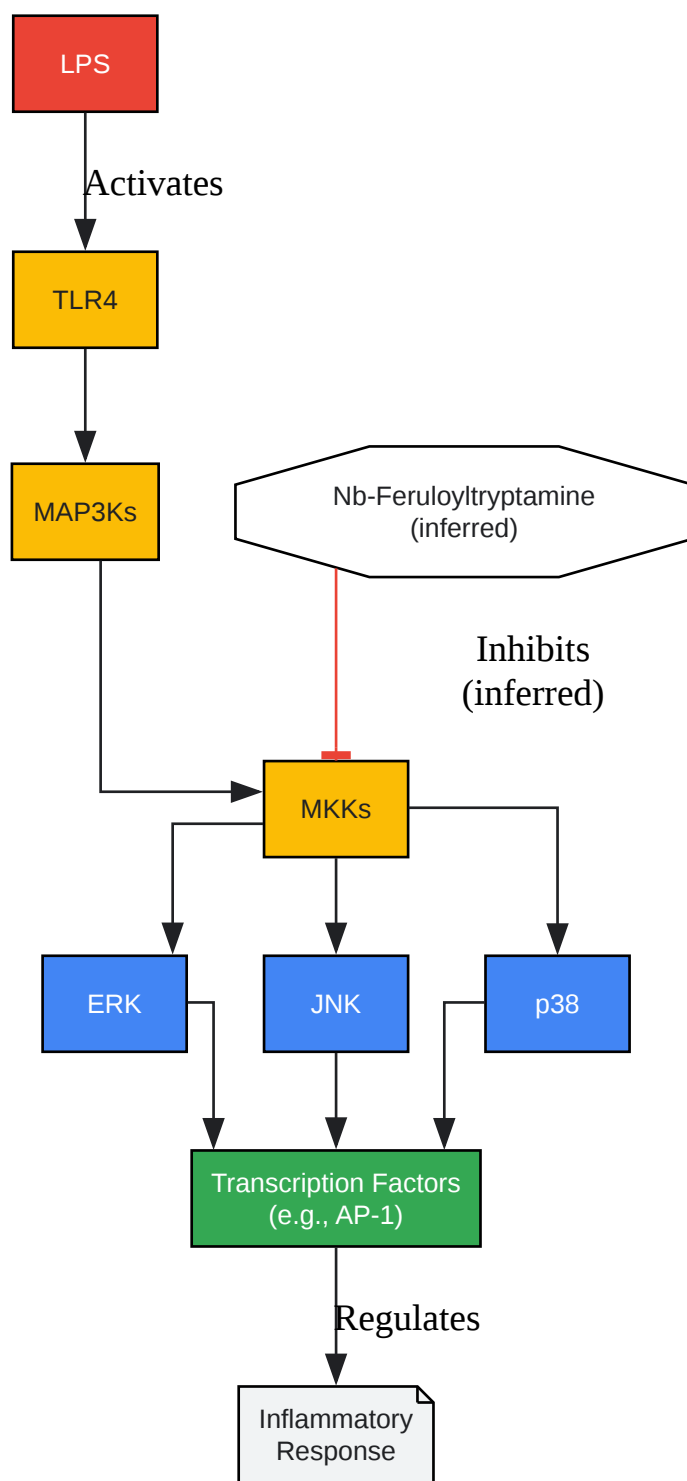 LPS
Activates
TLR4
MAP3Ks
Nb-Feruloyltryptamine
(inferred)
Inhibits
(inferred)
MKKs
ERK
JNK
p38
Transcription Factors
(e.g., AP-1)
Regulates
Inflammatory
Response